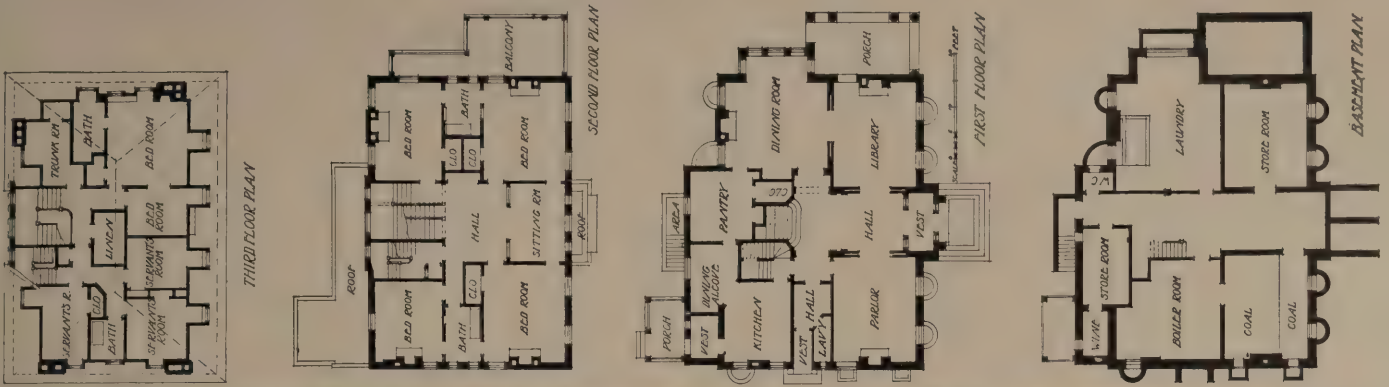 TRUNK RM
BATH
BED ROOM
LINEN
BED
ROOM
SERVANTS R.
CLO
BATH
SERVANTS
ROOM
SERVANTS
ROOM
THIRD FLOOR PLAN
BALCONY
BED ROOM
BATH
CLO
CLO
BED ROOM
HALL
SITTING RM
ROOF
ROOF
BED ROOM
CLO
BATH
BED ROOM
SECOND FLOOR PLAN
PORCH
DINING ROOM
LIBRARY
AREA
PANTRY
CLO
HALL
VEST
DINING
ALCOVE
PORCH
VEST
KITCHEN
HALL
VEST
LAVY
PARLOR
SCALE
FEET
FIRST FLOOR PLAN
LAUNDRY
STORE ROOM
W.C.
STORE ROOM
WINE
BOILER ROOM
COAL
COAL
BASEMENT PLAN